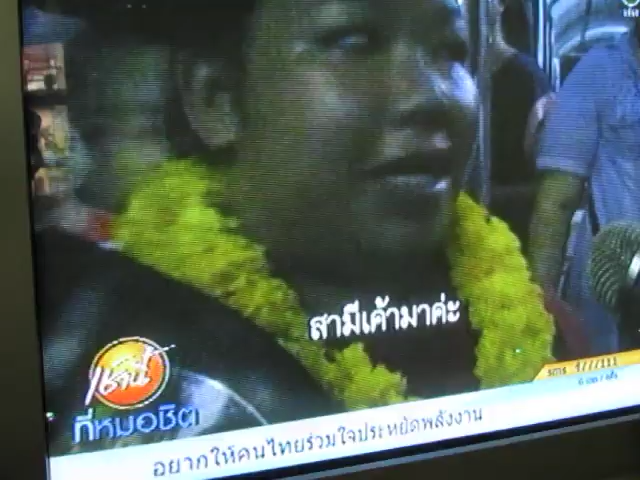 สามีเค้ามาค่ะ
เช้านี้
ที่หมอชิต
SMS 4777111
อยากให้คนไทยร่วมใจประหยัดพลังงาน